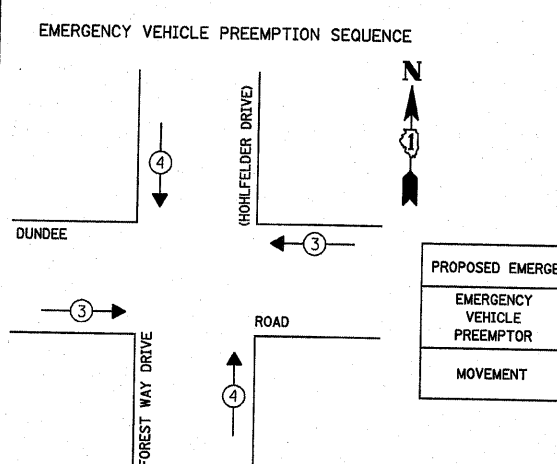 EMERGENCY VEHICLE PREEMPTION SEQUENCE
N
(HOHLFELDER DRIVE)
4
1
DUNDEE
3
PROPOSED EMERGE
3
EMERGENCY
VEHICLE
PREEMPTOR
ROAD
FOREST WAY DRIVE
MOVEMENT
4